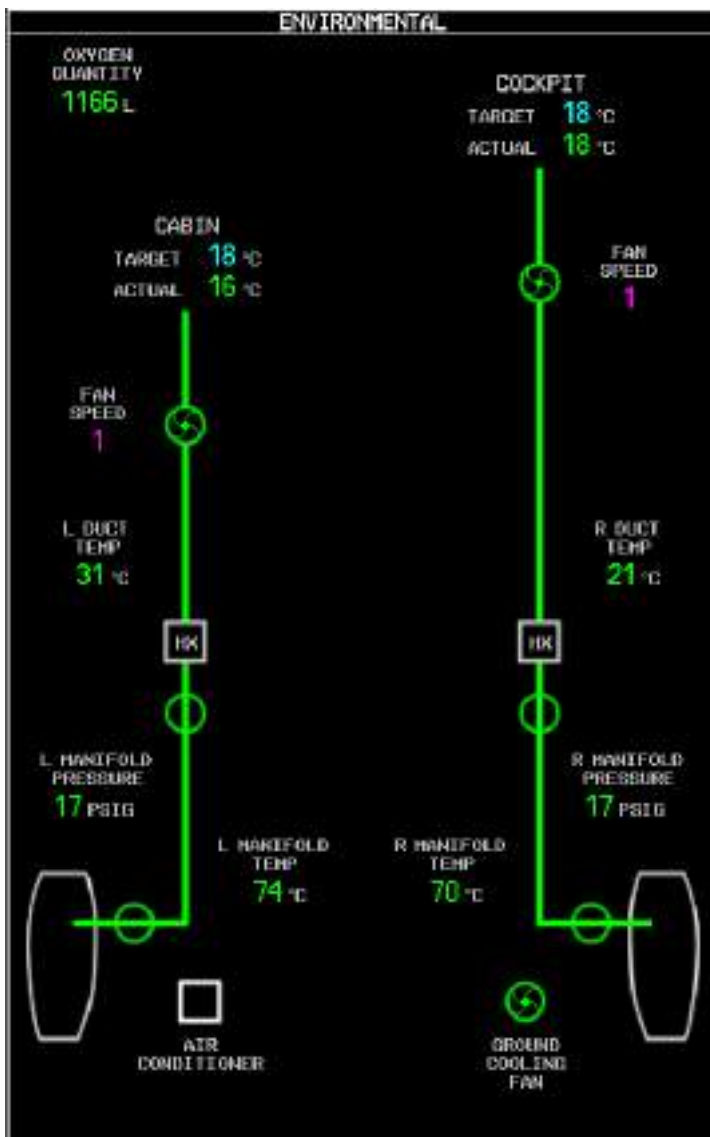 ENVIRONMENTAL
OXYGEN
QUANTITY
1166 L
COCKPIT
TARGET 18 °C
ACTUAL 18 °C
CABIN
TARGET 18 °C
ACTUAL 16 °C
FAN
SPEED
1
FAN
SPEED
1
L DUCT
TEMP
31 °C
R DUCT
TEMP
21 °C
HX
HX
L MANIFOLD
PRESSURE
17 PSIG
R MANIFOLD
PRESSURE
17 PSIG
L MANIFOLD
TEMP
74 °C
R MANIFOLD
TEMP
70 °C
AIR
CONDITIONER
GROUND
COOLING
FAN